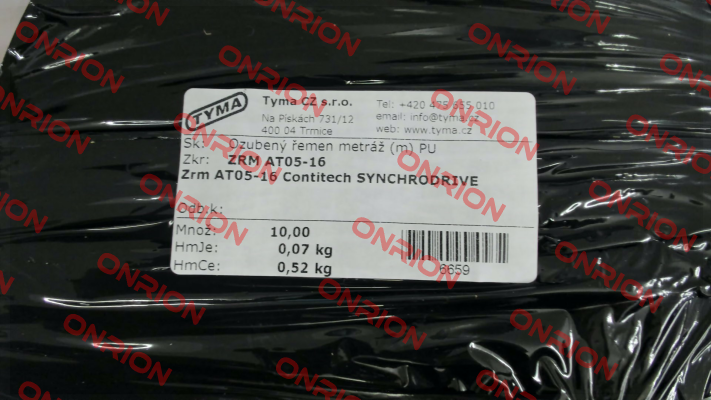 TYMA
Tyma CZ s.r.o.
Na Pískách 731/12
400 04 Trmice
Tel: +420 475 655 010
email: info@tyma.cz
web: www.tyma.cz
Sk: Ozubený řemen metráž (m) PU
Zkr: ZRM AT05-16
Zrm AT05-16 Contitech SYNCHRODRIVE
Odb.k:
Množ: 10,00
HmJe: 0,07 kg
HmCe: 0,52 kg
6659
ONRION